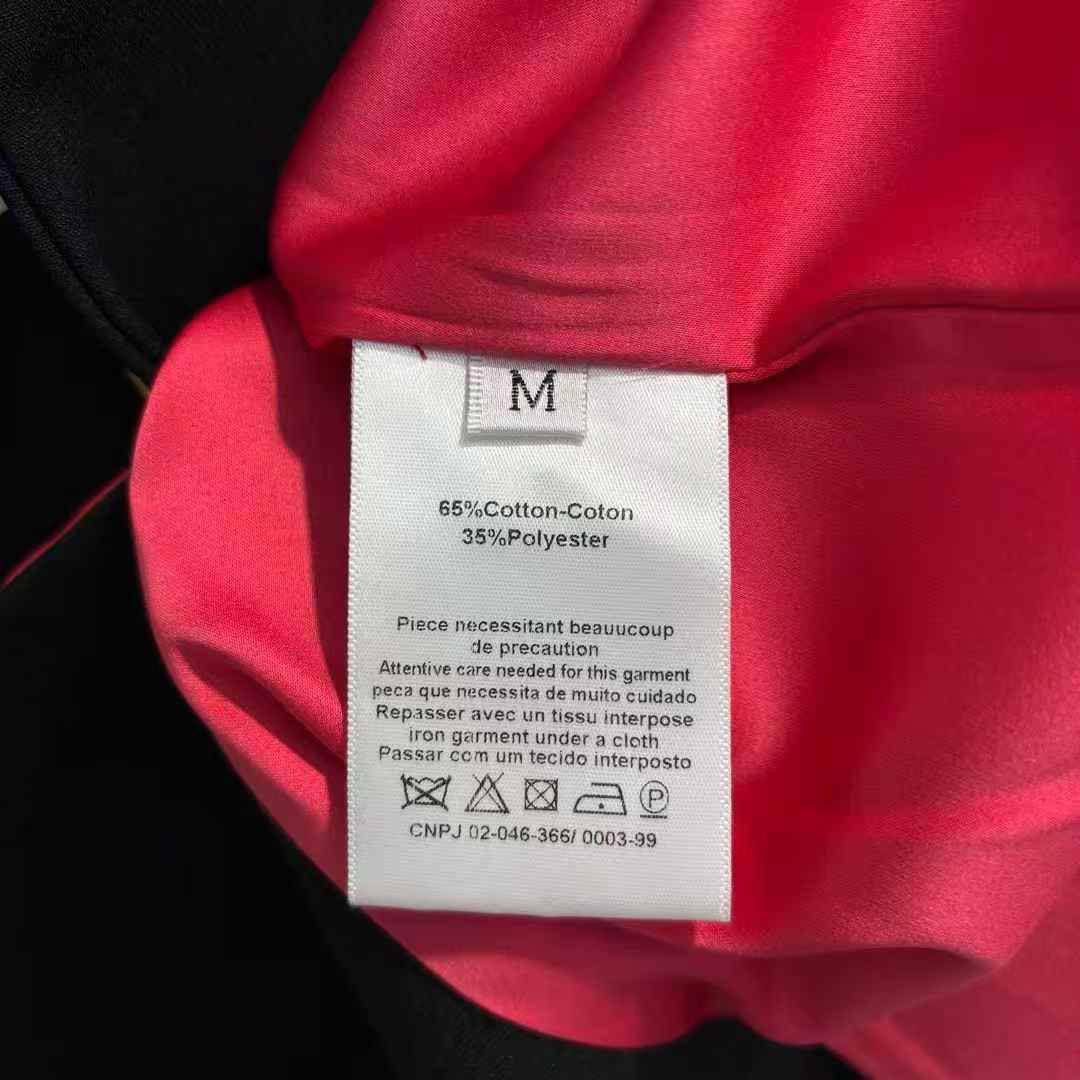 M
65%Cotton-Coton
35%Polyester
Piece necessitant beauucoup
de precaution
Attentive care needed for this garment
peca que necessita de muito cuidado
Repasser avec un tissu interpose
iron garment under a cloth
Passar com um tecido interposto
P
CNPJ 02-046-366/ 0003-99